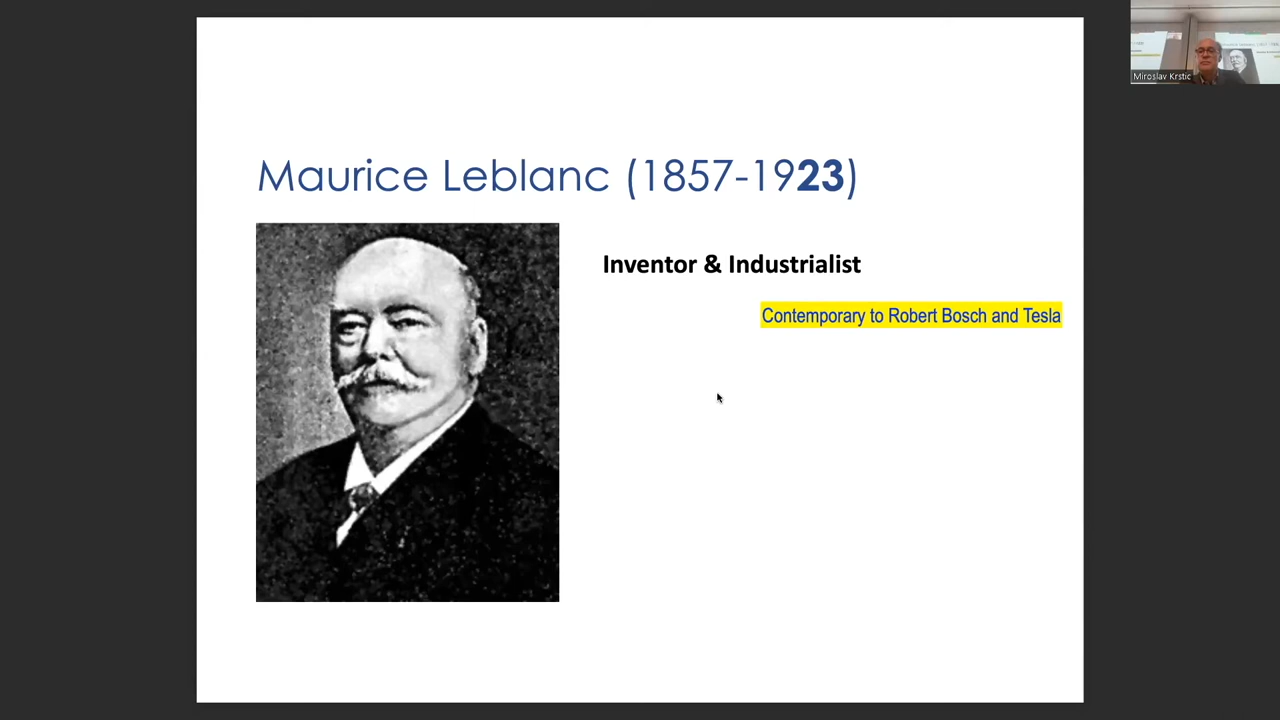 Maurice Leblanc (1857-1923)
Inventor & Industrialist
Contemporary to Robert Bosch and Tesla
Miroslav Krstic